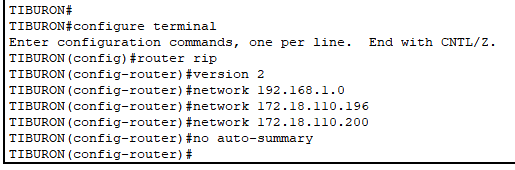 TIBURON#
TIBURON#configure terminal
Enter configuration commands, one per line.  End with CNTL/Z.
TIBURON(config)#router rip
TIBURON(config-router)#version 2
TIBURON(config-router)#network 192.168.1.0
TIBURON(config-router)#network 172.18.110.196
TIBURON(config-router)#network 172.18.110.200
TIBURON(config-router)#no auto-summary
TIBURON(config-router)#